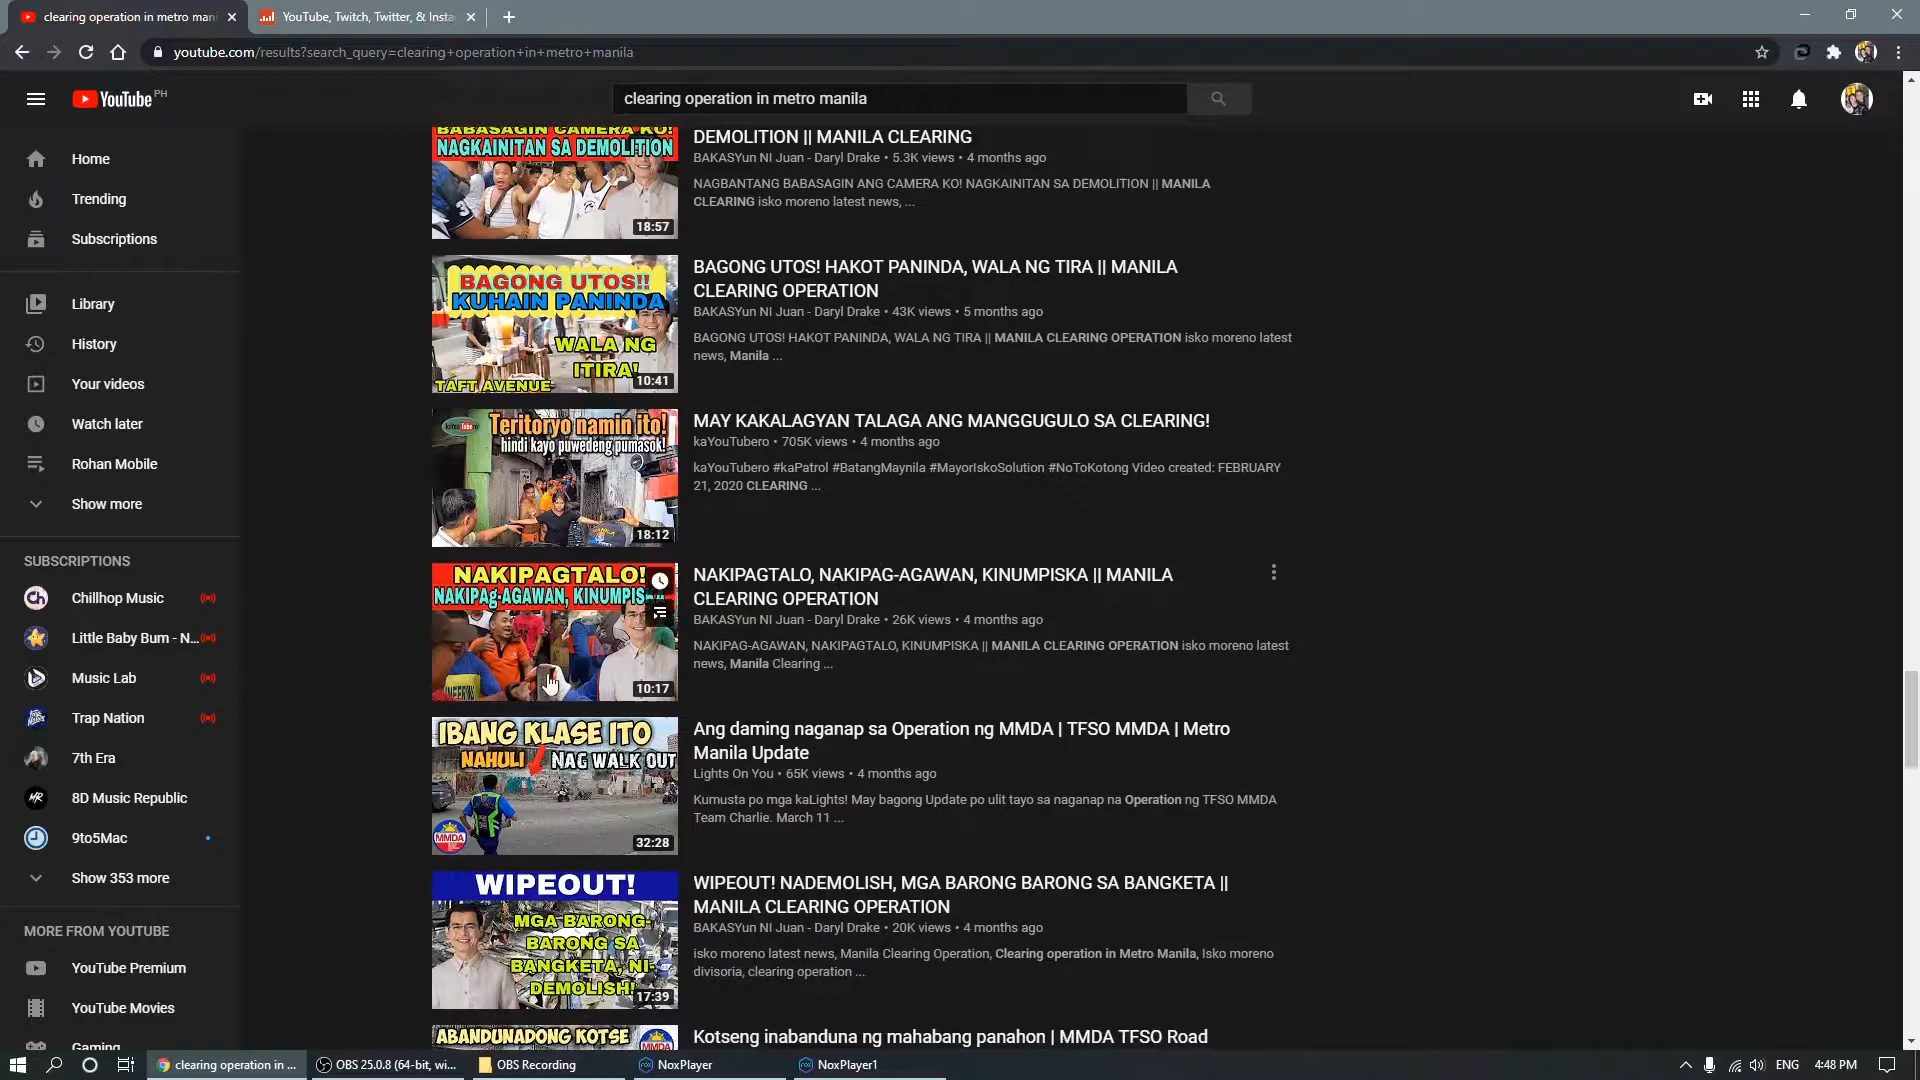 clearing operation in metro mani
YouTube, Twitch, Twitter, & Insta
youtube.com/results?search_query=clearing+operation+in+metro+manila
YouTube PH
clearing operation in metro manila
Home
Trending
Subscriptions
Library
History
Your videos
Watch later
Rohan Mobile
Show more
SUBSCRIPTIONS
Chillhop Music
Little Baby Bum - N...
Music Lab
Trap Nation
7th Era
8D Music Republic
9to5Mac
Show 353 more
MORE FROM YOUTUBE
YouTube Premium
YouTube Movies
Gaming
BABASAGIN CAMERA KO!
NAGKAINITAN SA DEMOLITION
18:57
DEMOLITION || MANILA CLEARING
BAKASYun NI Juan - Daryl Drake • 5.3K views • 4 months ago
NAGBANTANG BABASAGIN ANG CAMERA KO! NAGKAINITAN SA DEMOLITION || MANILA
CLEARING isko moreno latest news, ...
BAGONG UTOS!!
KUHAIN PANINDA
WALA NG
ITIRA!
TAFT AVENUE
10:41
BAGONG UTOS! HAKOT PANINDA, WALA NG TIRA || MANILA
CLEARING OPERATION
BAKASYun NI Juan - Daryl Drake • 43K views • 5 months ago
BAGONG UTOS! HAKOT PANINDA, WALA NG TIRA || MANILA CLEARING OPERATION isko moreno latest
news, Manila ...
kaYouTubero
Teritoryo namin ito!
hindi kayo puwedeng pumasok!
18:12
MAY KAKALAGYAN TALAGA ANG MANGGUGULO SA CLEARING!
kaYouTubero • 705K views • 4 months ago
kaYouTubero #kaPatrol #BatangMaynila #MayorIskoSolution #NoToKotong Video created: FEBRUARY
21, 2020 CLEARING ...
NAKIPAGTALO!
NAKIPAg-AGAWAN, KINUMPIS
10:17
NAKIPAGTALO, NAKIPAG-AGAWAN, KINUMPISKA || MANILA
CLEARING OPERATION
BAKASYun NI Juan - Daryl Drake • 26K views • 4 months ago
NAKIPAG-AGAWAN, NAKIPAGTALO, KINUMPISKA || MANILA CLEARING OPERATION isko moreno latest
news, Manila Clearing ...
IBANG KLASE ITO
NAHULI NAG WALK OUT
MMDA
32:28
Ang daming naganap sa Operation ng MMDA | TFSO MMDA | Metro
Manila Update
Lights On You • 65K views • 4 months ago
Kumusta po mga kaLights! May bagong Update po ulit tayo sa naganap na Operation ng TFSO MMDA
Team Charlie. March 11 ...
WIPEOUT!
MGA BARONG-
BARONG SA
BANGKETA, NI-
DEMOLISH!
17:39
WIPEOUT! NADEMOLISH, MGA BARONG BARONG SA BANGKETA ||
MANILA CLEARING OPERATION
BAKASYun NI Juan - Daryl Drake • 20K views • 4 months ago
isko moreno latest news, Manila Clearing Operation, Clearing operation in Metro Manila, Isko moreno
divisoria, clearing operation ...
ABANDUNADONG KOTSE
MMDA
Kotseng inabanduna ng mahabang panahon | MMDA TFSO Road
clearing operation in ...
OBS 25.0.8 (64-bit, wi...
OBS Recording
NoxPlayer
NoxPlayer1
ENG
4:48 PM